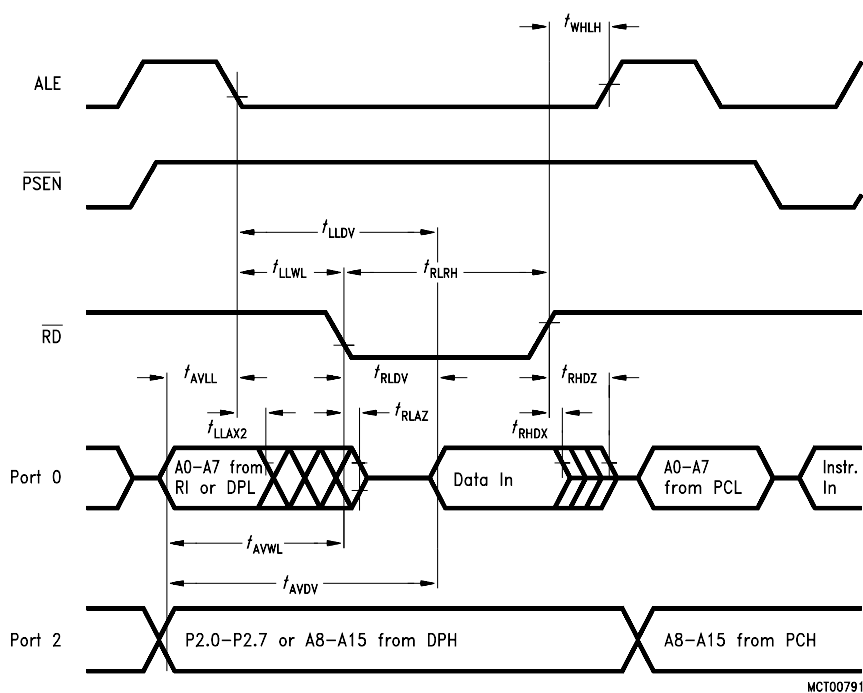 tWHLH
ALE
PSEN
tLLDV
tLLWL
tRLRH
RD
tAVLL
tRLDV
tRHDZ
tLLAX2
tRLAZ
tRHDX
Port 0
A0-A7 from
RI or DPL
Data In
A0-A7
from PCL
Instr.
In
tAVWL
tAVDV
Port 2
P2.0-P2.7 or A8-A15 from DPH
A8-A15 from PCH
MCT00791